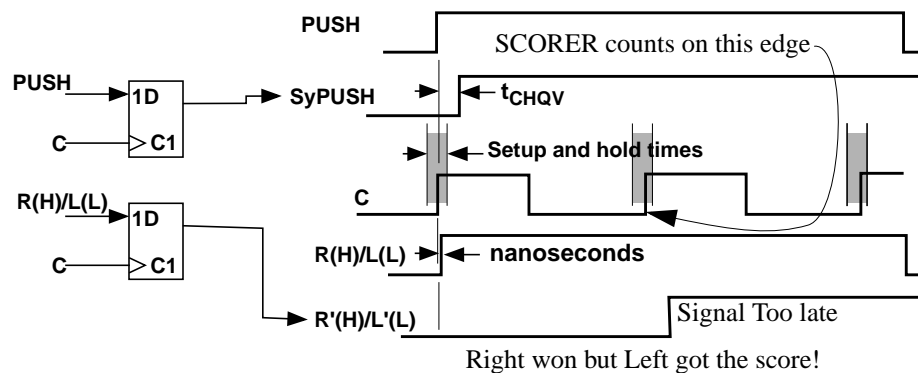 PUSH
SCORER counts on this edge
PUSH
1D
C
C1
SyPUSH
tCHQV
Setup and hold times
C
R(H)/L(L)
1D
C
C1
R(H)/L(L)
nanoseconds
R'(H)/L'(L)
Signal Too late
Right won but Left got the score!